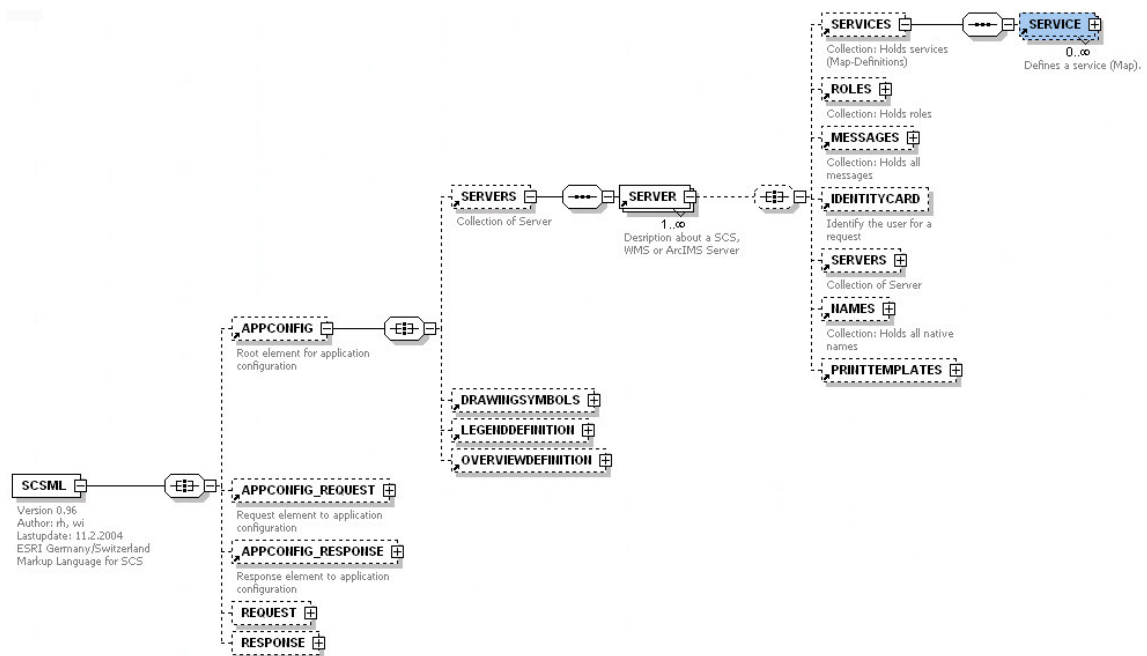 SERVICES
SERVICE
0..∞
Collection: Holds services
(Map-Definitions)
Defines a service (Map).
ROLES
Collection: Holds roles
MESSAGES
Collection: Holds all
messages
SERVERS
Collection of Server
SERVER
1..∞
Desription about a SCS,
WMS or ArcIMS Server
IDENTITYCARD
Identify the user for a
request
SERVERS
Collection of Server
NAMES
Collection: Holds all native
names
PRINTTEMPLATES
APPCONFIG
Root element for application
configuration
DRAWINGSYMBOLS
LEGENDDEFINITION
OVERVIEWDEFINITION
SCSML
Version 0.96
Author: rh, wi
Lastupdate: 11.2.2004
ESRI Germany/Switzerland
Markup Language for SCS
APPCONFIG_REQUEST
Request element to application
configuration
APPCONFIG_RESPONSE
Response element to application
configuration
REQUEST
RESPONSE